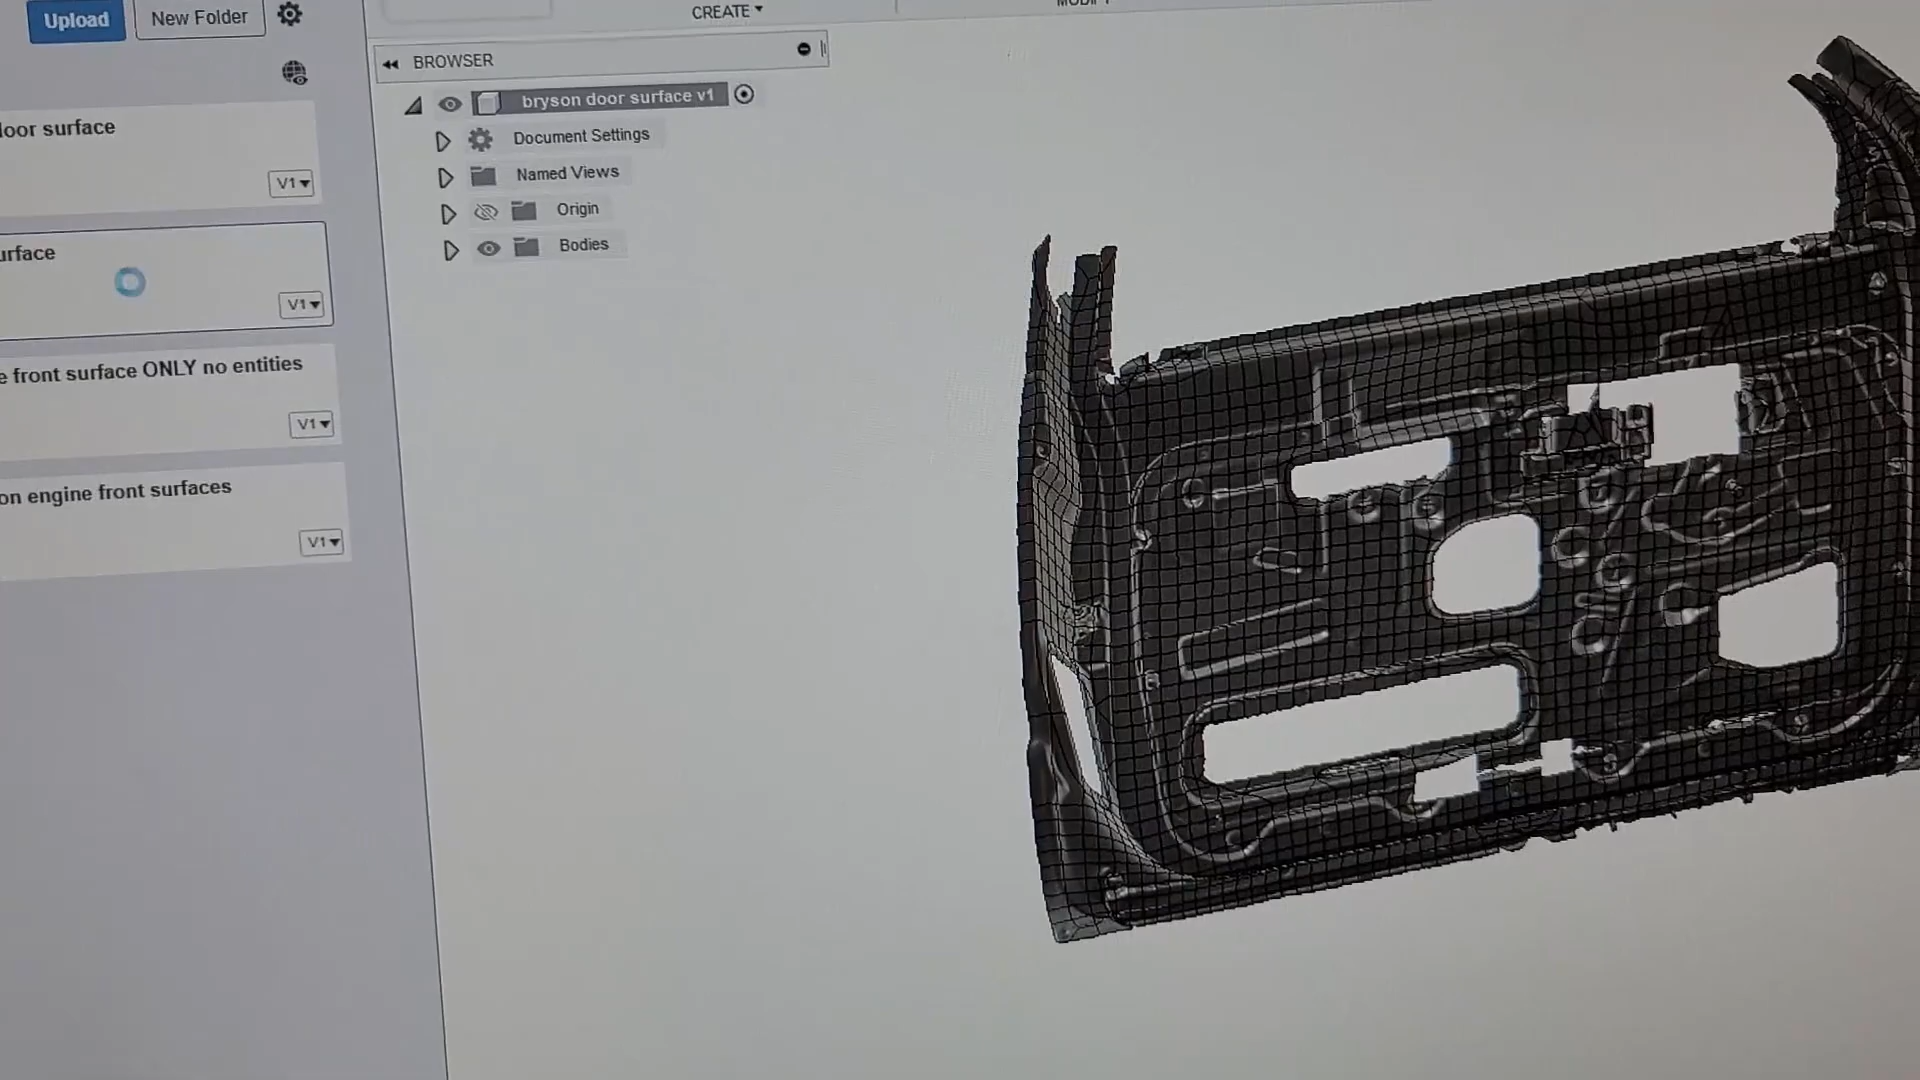 Upload
New Folder
CREATE
BROWSER
bryson door surface v1
Document Settings
Named Views
Origin
Bodies
door surface
V1
urface
V1
e front surface ONLY no entities
V1
on engine front surfaces
V1